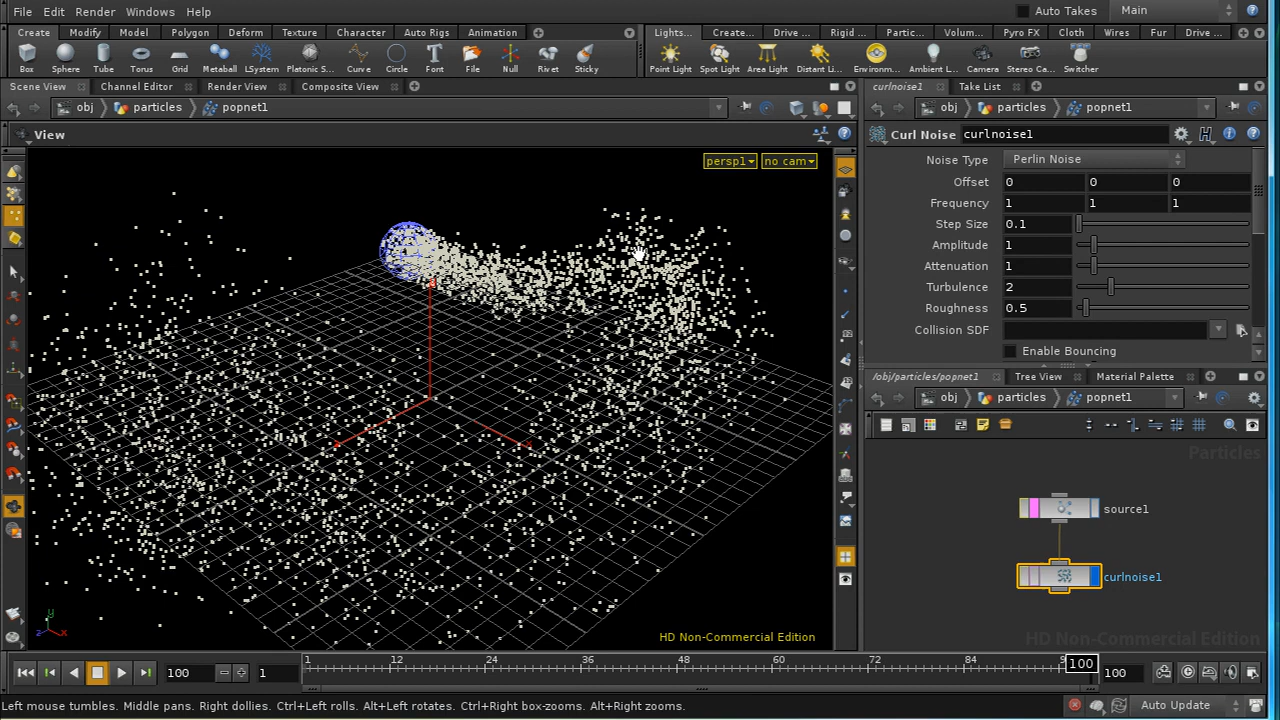 File Edit Render Windows Help Auto Takes Main
Create Modify Model Polygon Deform Texture Character Auto Rigs Animation
Lights... Create... Drive ... Rigid ... Partic... Volum... Pyro FX Cloth Wires Fur Drive ...
Box Sphere Tube Torus Grid Metaball LSystem Platonic S... Curve Circle Font File Null Rivet Sticky
Point Light Spot Light Area Light Distant Li... Environm... Ambient L... Camera Stereo Ca... Switcher
Scene View Channel Editor Render View Composite View
curlnoise1 Take List
obj particles popnet1
obj particles popnet1
View
Curl Noise curlnoise1
persp1 no cam
Noise Type Perlin Noise
Offset 0 0 0
Frequency 1 1 1
Step Size 0.1
Amplitude 1
Attenuation 1
Turbulence 2
Roughness 0.5
Collision SDF
Enable Bouncing
/obj/particles/popnet1 Tree View Material Palette
obj particles popnet1
Particles
source1
curlnoise1
y
z x
HD Non-Commercial Edition
HD Non-Commercial Edition
100 1 1 12 24 36 48 60 72 84 100 100
Left mouse tumbles. Middle pans. Right dollies. Ctrl+Left rolls. Alt+Left rotates. Ctrl+Right box-zooms. Alt+Right zooms.
Auto Update